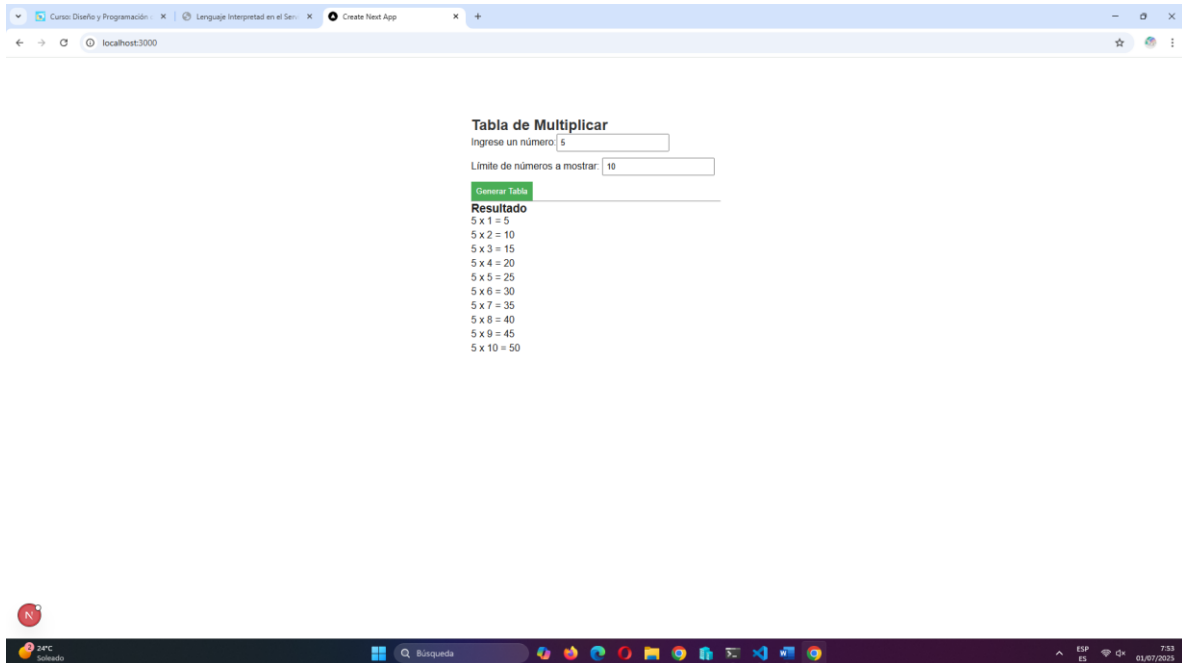 Curso: Diseño y Programación
Lenguaje Interpretad en el Serv
Create Next App
localhost:3000
Tabla de Multiplicar
Ingrese un número: 5
Límite de números a mostrar: 10
Generar Tabla
Resultado
5 x 1 = 5
5 x 2 = 10
5 x 3 = 15
5 x 4 = 20
5 x 5 = 25
5 x 6 = 30
5 x 7 = 35
5 x 8 = 40
5 x 9 = 45
5 x 10 = 50
N
2
24°C
Soleado
Búsqueda
ESP
ES
7:53
01/07/2025